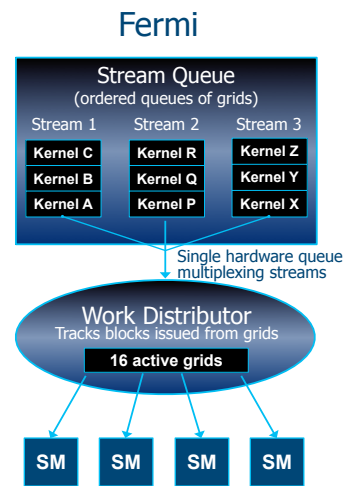 Fermi
Stream Queue
(ordered queues of grids)
Stream 1 Stream 2 Stream 3
Kernel C Kernel R Kernel Z
Kernel B Kernel Q Kernel Y
Kernel A Kernel P Kernel X
Single hardware queue
multiplexing streams
Work Distributor
Tracks blocks issued from grids
16 active grids
SM SM SM SM